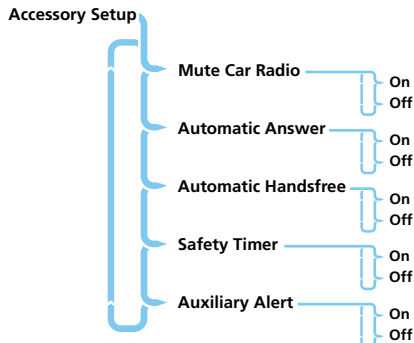 Accessory Setup
Mute Car Radio
On
Off
Automatic Answer
On
Off
Automatic Handsfree
On
Off
Safety Timer
On
Off
Auxiliary Alert
On
Off